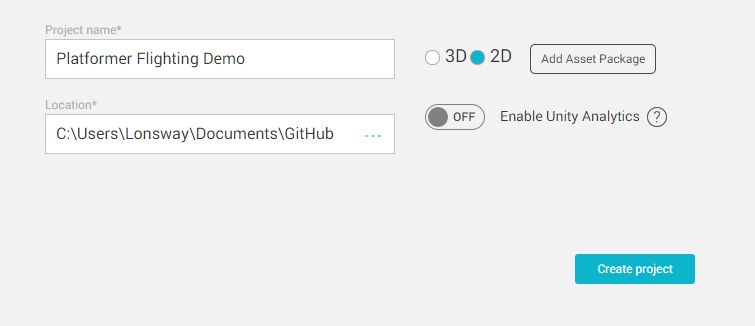 Project name*
Platformer Flighting Demo
3D 2D Add Asset Package
Location*
C:\Users\Lonsway\Documents\GitHub ---
OFF Enable Unity Analytics ?
Create project